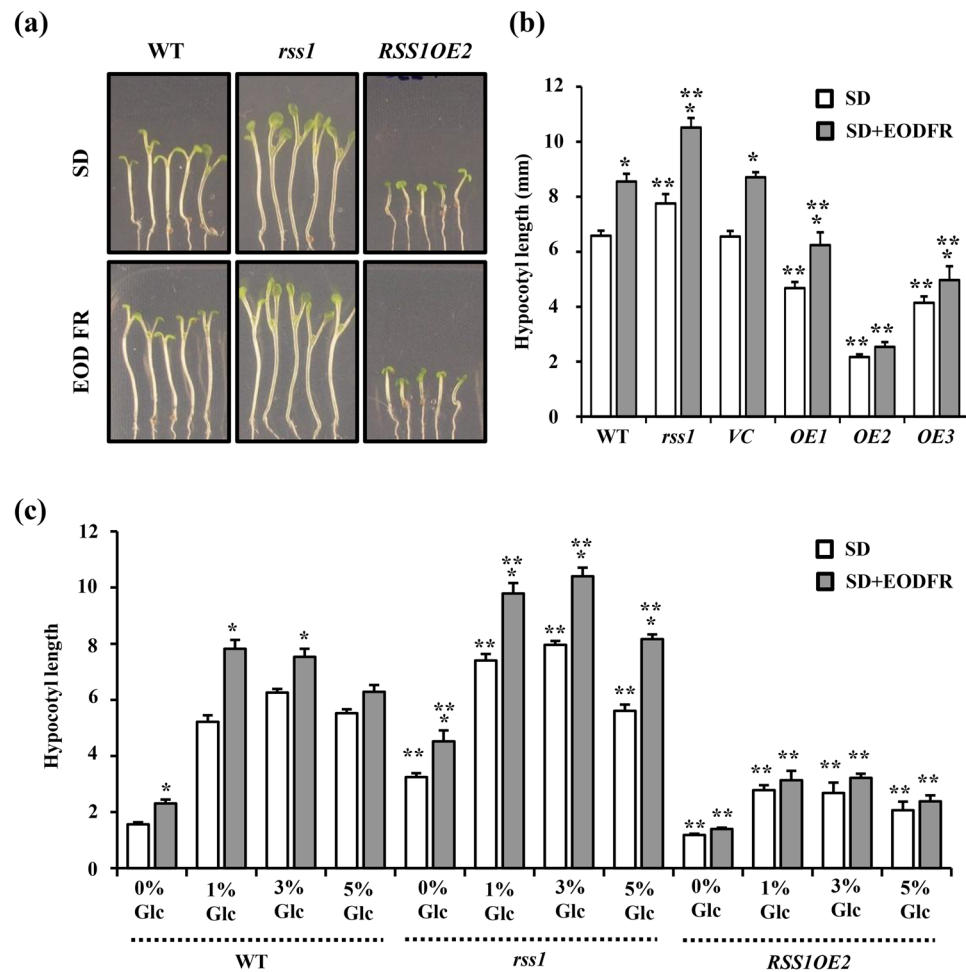 (a)
WT rss1 RSS1OE2
SD
EOD FR
(b)
Hypocotyl length (mm)
12
10
8
6
4
2
0
SD
SD+EODFR
* ** ** * * ** ** * ** ** ** ** *
WT rss1 VC OE1 OE2 OE3
(c)
Hypocotyl length
12
10
8
6
4
2
0
SD
SD+EODFR
* * * ** ** * ** ** * ** ** * ** ** * ** ** ** ** ** ** ** **
0% 1% 3% 5% 0% 1% 3% 5% 0% 1% 3% 5%
Glc Glc Glc Glc Glc Glc Glc Glc Glc Glc Glc Glc
WT rss1 RSS1OE2